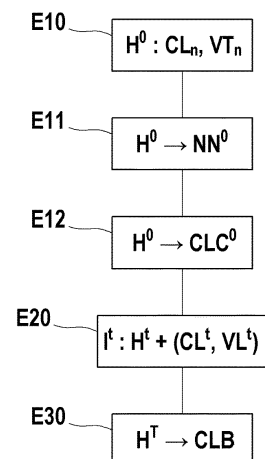 E10
H⁰ : CLₙ, VTₙ
E11
H⁰ → NN⁰
E12
H⁰ → CLC⁰
E20
Iᵗ : Hᵗ + (CLᵗ, VLᵗ)
E30
Hᵀ → CLB